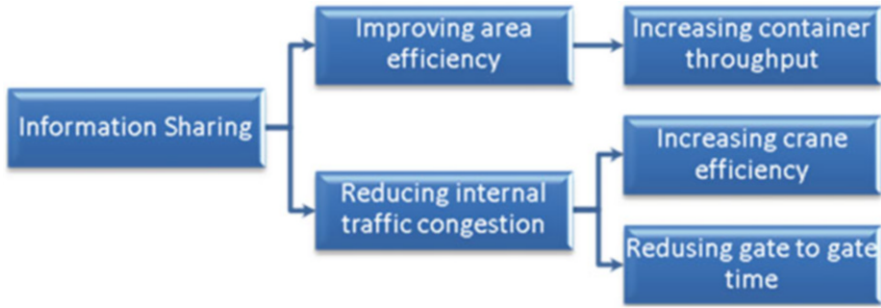 Information Sharing
Improving area
efficiency
Increasing container
throughput
Reducing internal
traffic congestion
Increasing crane
efficiency
Redusing gate to gate
time